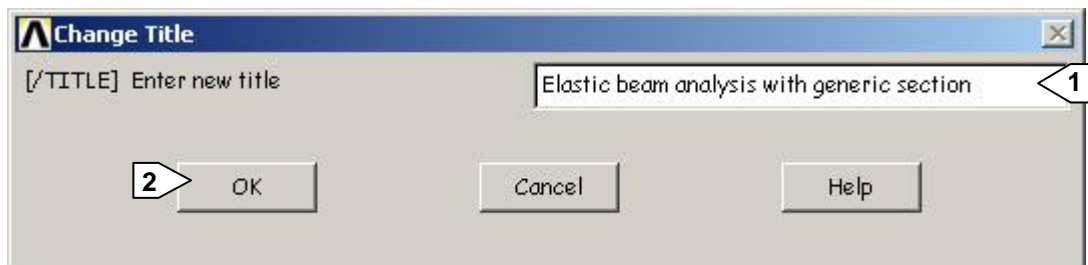 Change Title
[/TITLE] Enter new title
Elastic beam analysis with generic section
1
2
OK
Cancel
Help